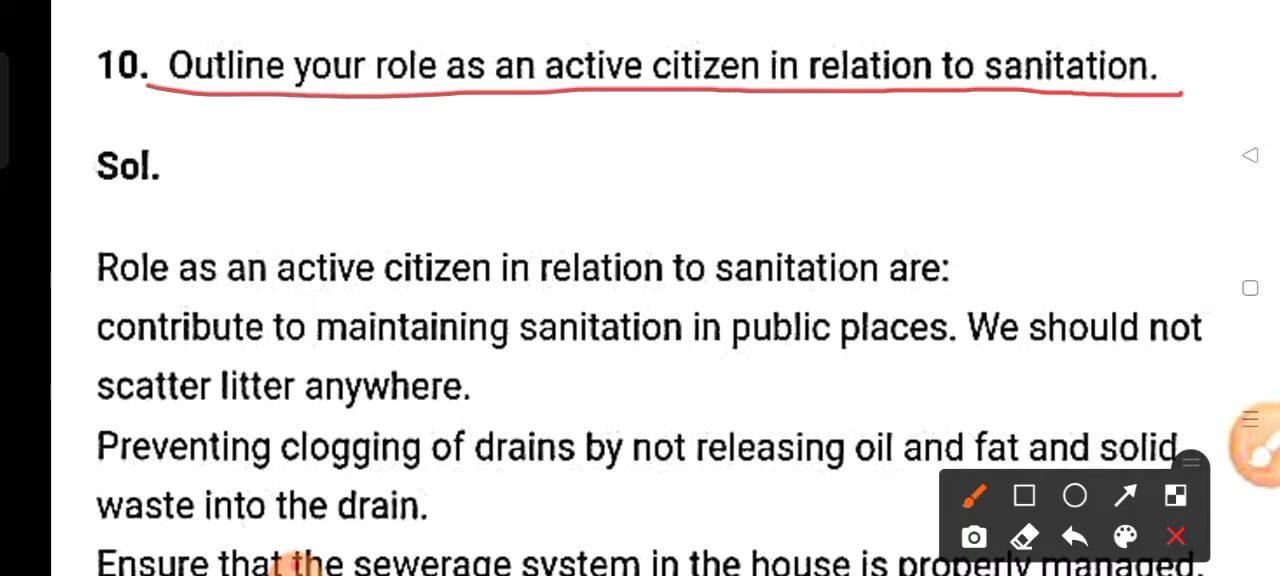 10. Outline your role as an active citizen in relation to sanitation.
Sol.
Role as an active citizen in relation to sanitation are:
contribute to maintaining sanitation in public places. We should not
scatter litter anywhere.
Preventing clogging of drains by not releasing oil and fat and solid
waste into the drain.
Ensure that the sewerage system in the house is properly managed.